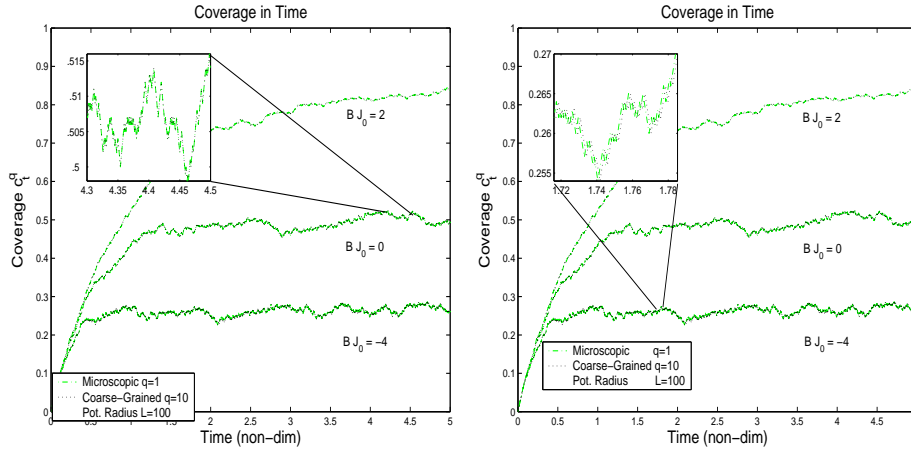 Coverage in Time
1
0.9
0.8
0.7
0.6
0.5
0.4
0.3
0.2
0.1
0
Coverage c_t^q
.515
.51
.505
.5
4.3 4.35 4.4 4.45 4.5
B J_0 = 2
B J_0 = 0
B J_0 = −4
Microscopic q=1
Coarse−Grained q=10
Pot. Radius L=100
0.5 1 1.5 2 2.5 3 3.5 4 4.5 5
Time (non−dim)
Coverage in Time
1
0.9
0.8
0.7
0.6
0.5
0.4
0.3
0.2
0.1
0
Coverage c_t^q
0.27
0.266
0.26
0.254
1.72 1.74 1.76 1.78
B J_0 = 2
B J_0 = 0
B J_0 = −4
Microscopic q=1
Coarse−Grained q=10
Pot. Radius L=100
0 0.5 1 1.5 2 2.5 3 3.5 4 4.5
Time (non−dim)